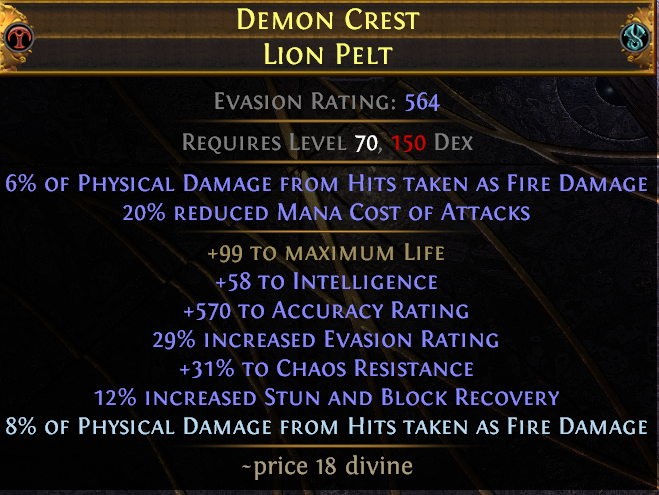 Demon Crest
Lion Pelt
Evasion Rating: 564
Requires Level 70, 150 Dex
6% of Physical Damage from Hits taken as Fire Damage
20% reduced Mana Cost of Attacks
+99 to maximum Life
+58 to Intelligence
+570 to Accuracy Rating
29% increased Evasion Rating
+31% to Chaos Resistance
12% increased Stun and Block Recovery
8% of Physical Damage from Hits taken as Fire Damage
~price 18 divine